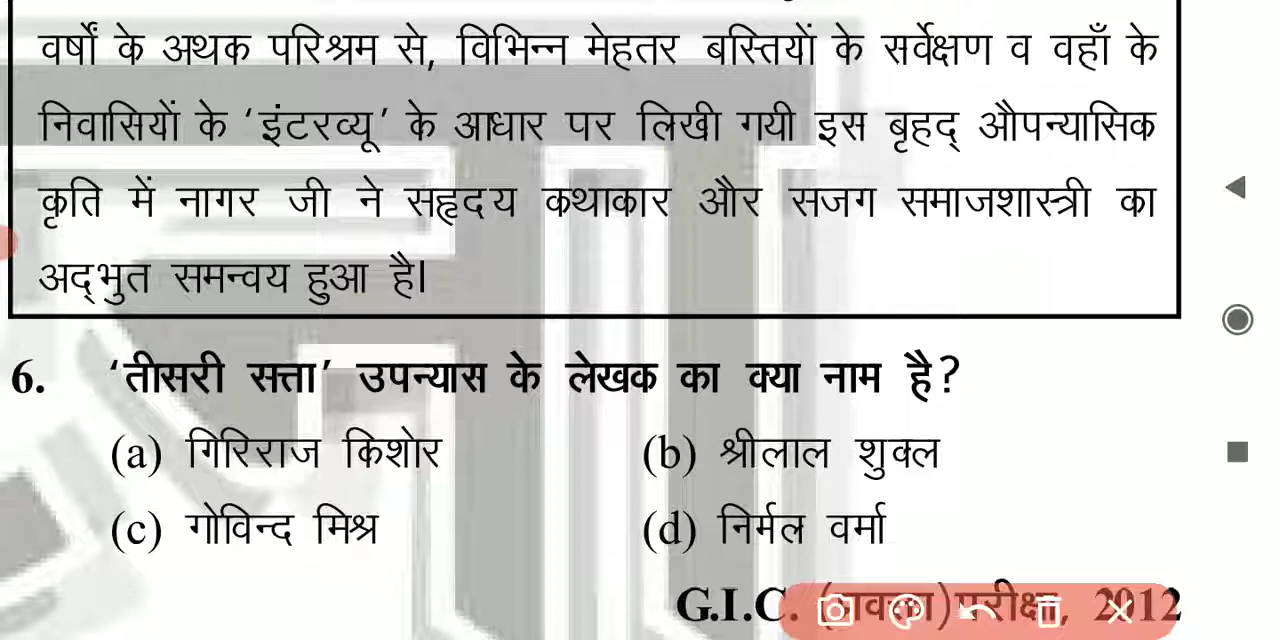 वर्षों के अथक परिश्रम से, विभिन्न मेहतर बस्तियों के सर्वेक्षण व वहाँ के
निवासियों के ‘इंटरव्यू’ के आधार पर लिखी गयी इस बृहद् औपन्यासिक
कृति में नागर जी ने सहृदय कथाकार और सजग समाजशास्त्री का
अद्भुत समन्वय हुआ है।
6. ‘तीसरी सत्ता’ उपन्यास के लेखक का क्या नाम है?
(a) गिरिराज किशोर (b) श्रीलाल शुक्ल
(c) गोविन्द मिश्र (d) निर्मल वर्मा
G.I.C. परीक्षा, 2012